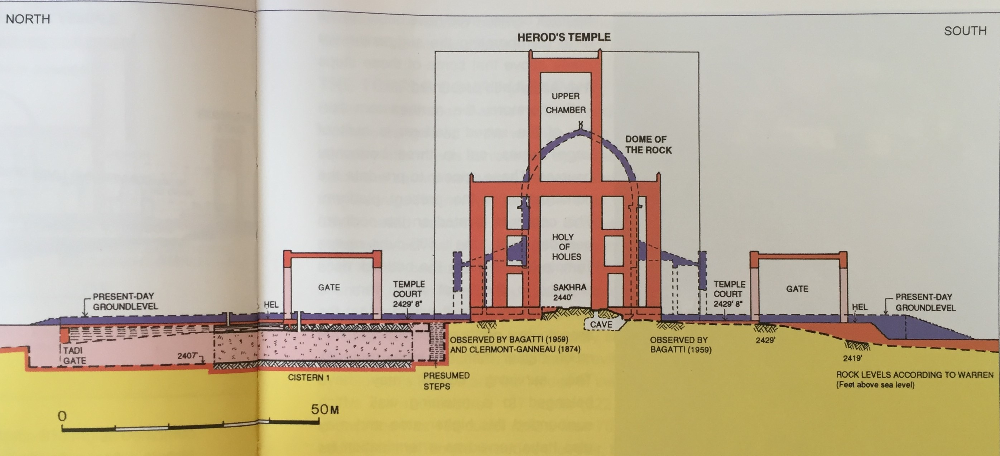 NORTH
SOUTH
HEROD'S TEMPLE
UPPER
CHAMBER
DOME OF
THE ROCK
HOLY
OF
HOLIES
SAKHRA
2440'
PRESENT-DAY
GROUNDLEVEL
HEL
GATE
TEMPLE
COURT
2429' 8"
TEMPLE
COURT
2429' 8"
GATE
HEL
PRESENT-DAY
GROUNDLEVEL
TADI
GATE
2407'
CISTERN 1
PRESUMED
STEPS
CAVE
OBSERVED BY BAGATTI (1959)
AND CLERMONT-GANNEAU (1874)
OBSERVED BY
BAGATTI (1959)
2429'
2419'
ROCK LEVELS ACCORDING TO WARREN
(Feet above sea level)
0
50 M